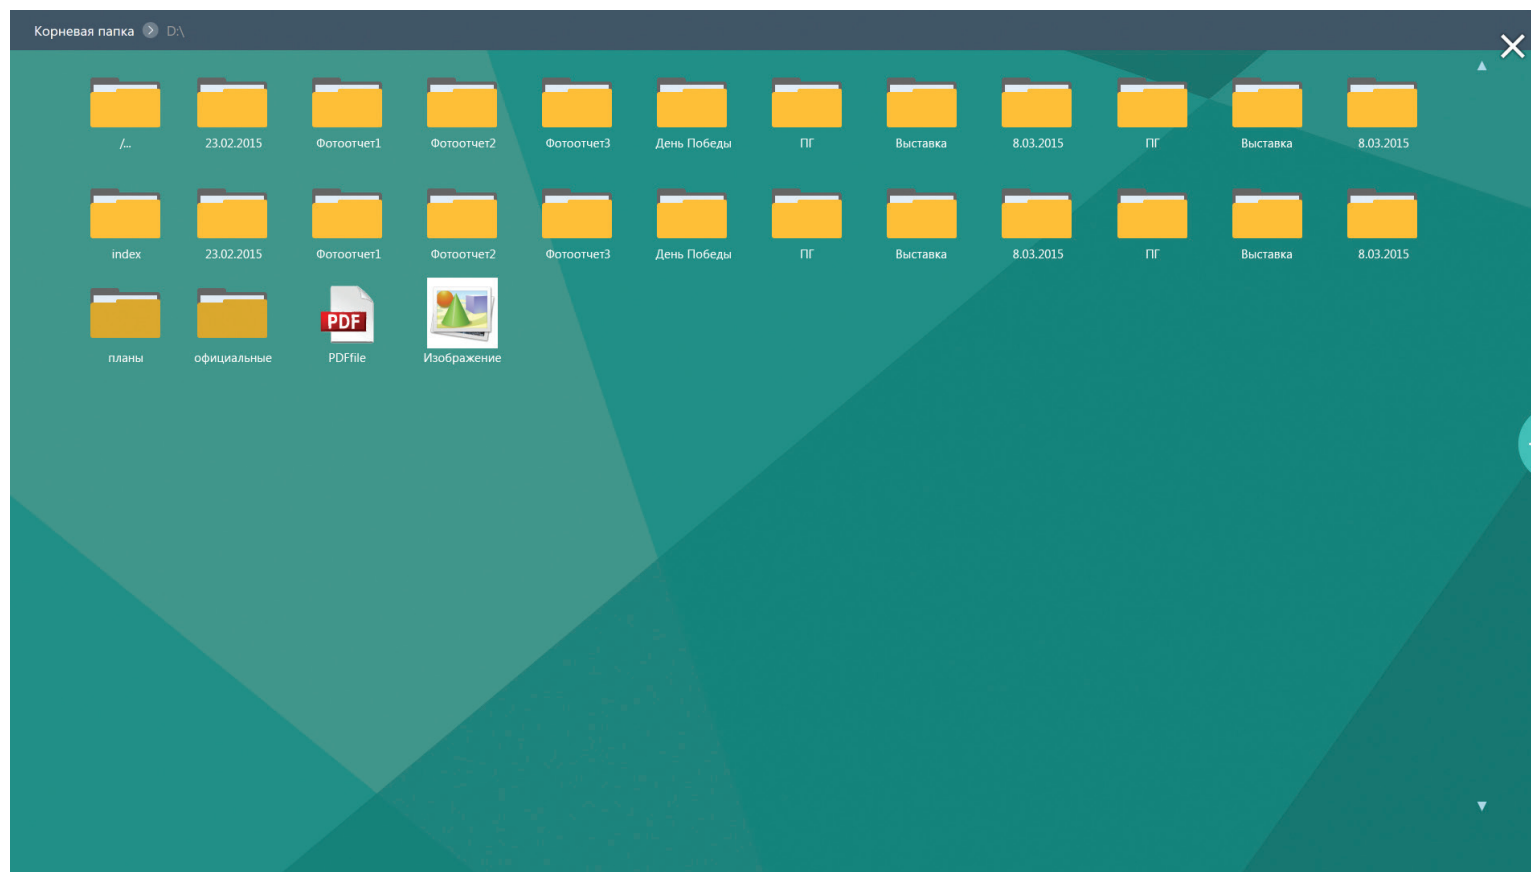 Корневая папка D:\
/... 23.02.2015 Фотоотчет1 Фотоотчет2 Фотоотчет3 День Победы ПГ Выставка 8.03.2015 ПГ Выставка 8.03.2015
index 23.02.2015 Фотоотчет1 Фотоотчет2 Фотоотчет3 День Победы ПГ Выставка 8.03.2015 ПГ Выставка 8.03.2015
PDF
планы официальные PDFfile Изображение